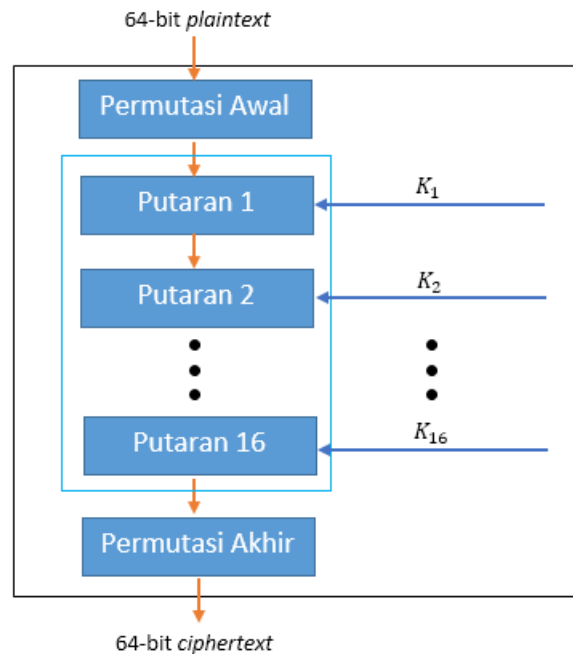 64-bit plaintext
Permutasi Awal
Putaran 1
K₁
Putaran 2
K₂
Putaran 16
K₁₆
Permutasi Akhir
64-bit ciphertext